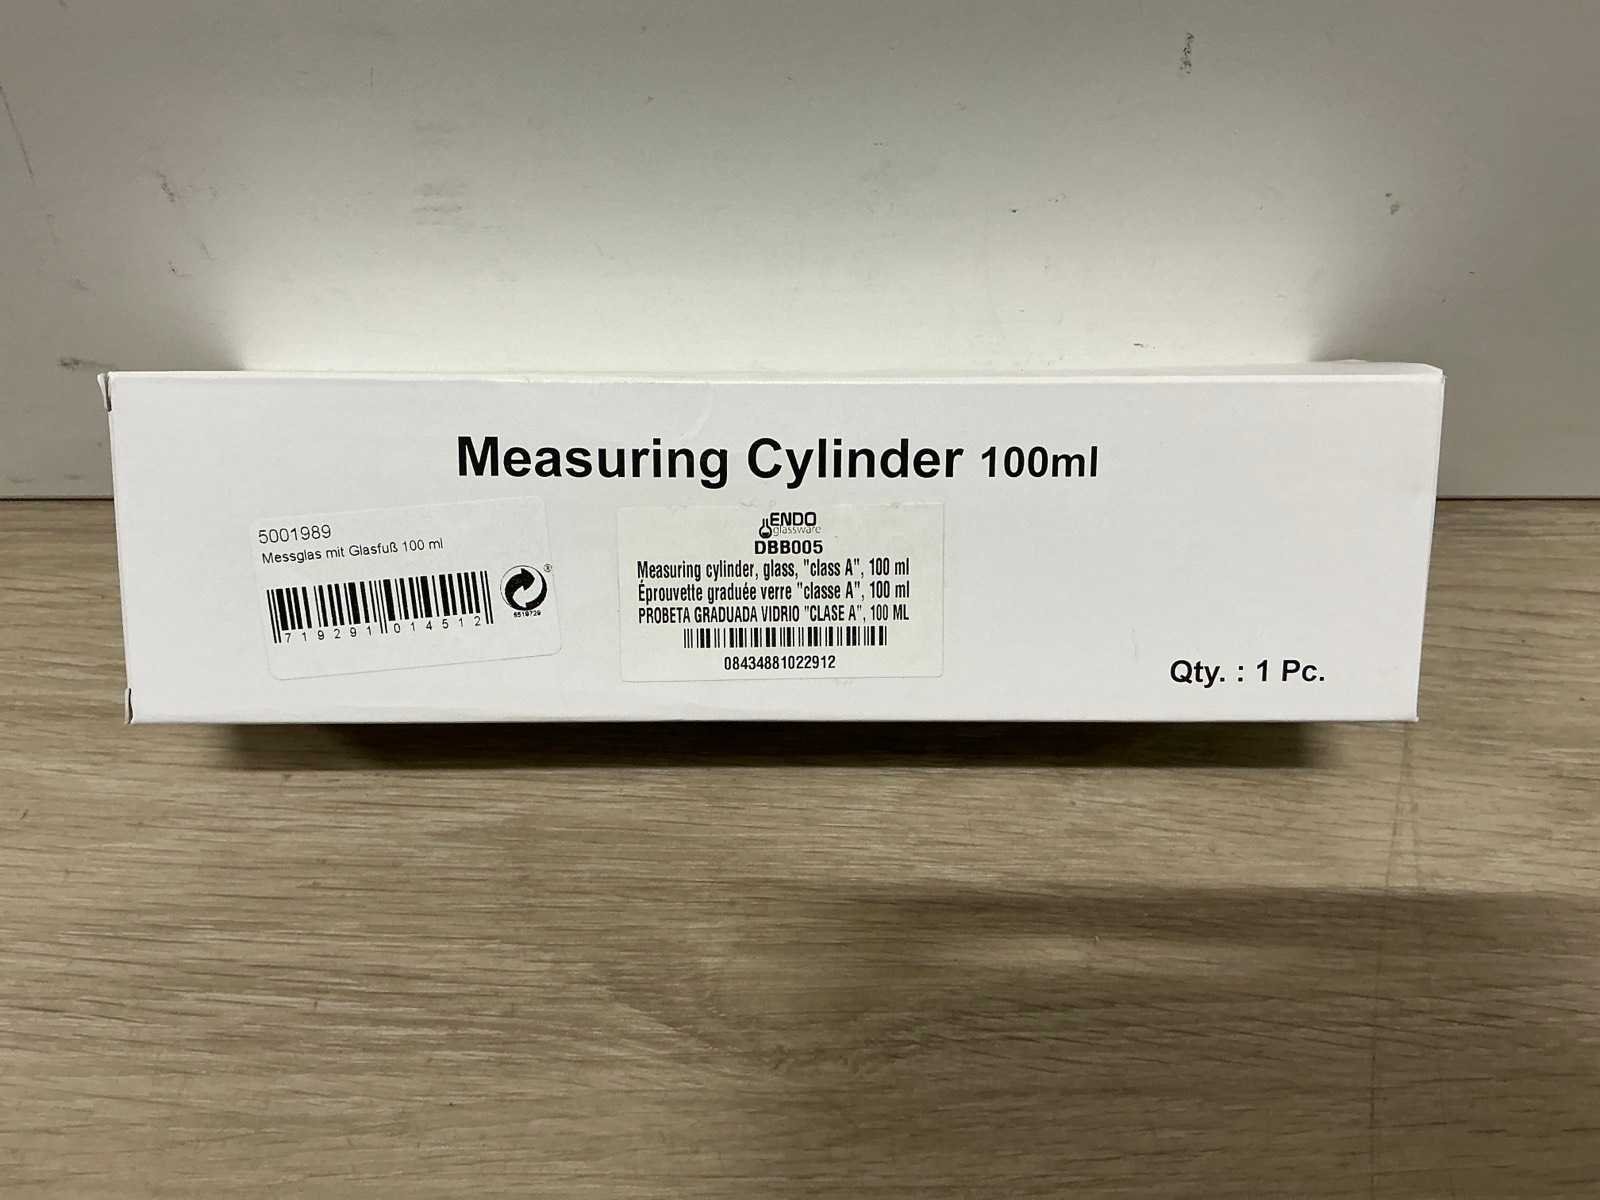 Measuring Cylinder 100ml
5001989
Messglas mit Glasfuß 100 ml
719291014512
®
6519729
ENDO
glassware
DBB005
Measuring cylinder, glass, "class A", 100 ml
Éprouvette graduée verre "classe A", 100 ml
PROBETA GRADUADA VIDRIO "CLASE A", 100 ML
08434881022912
Qty. : 1 Pc.